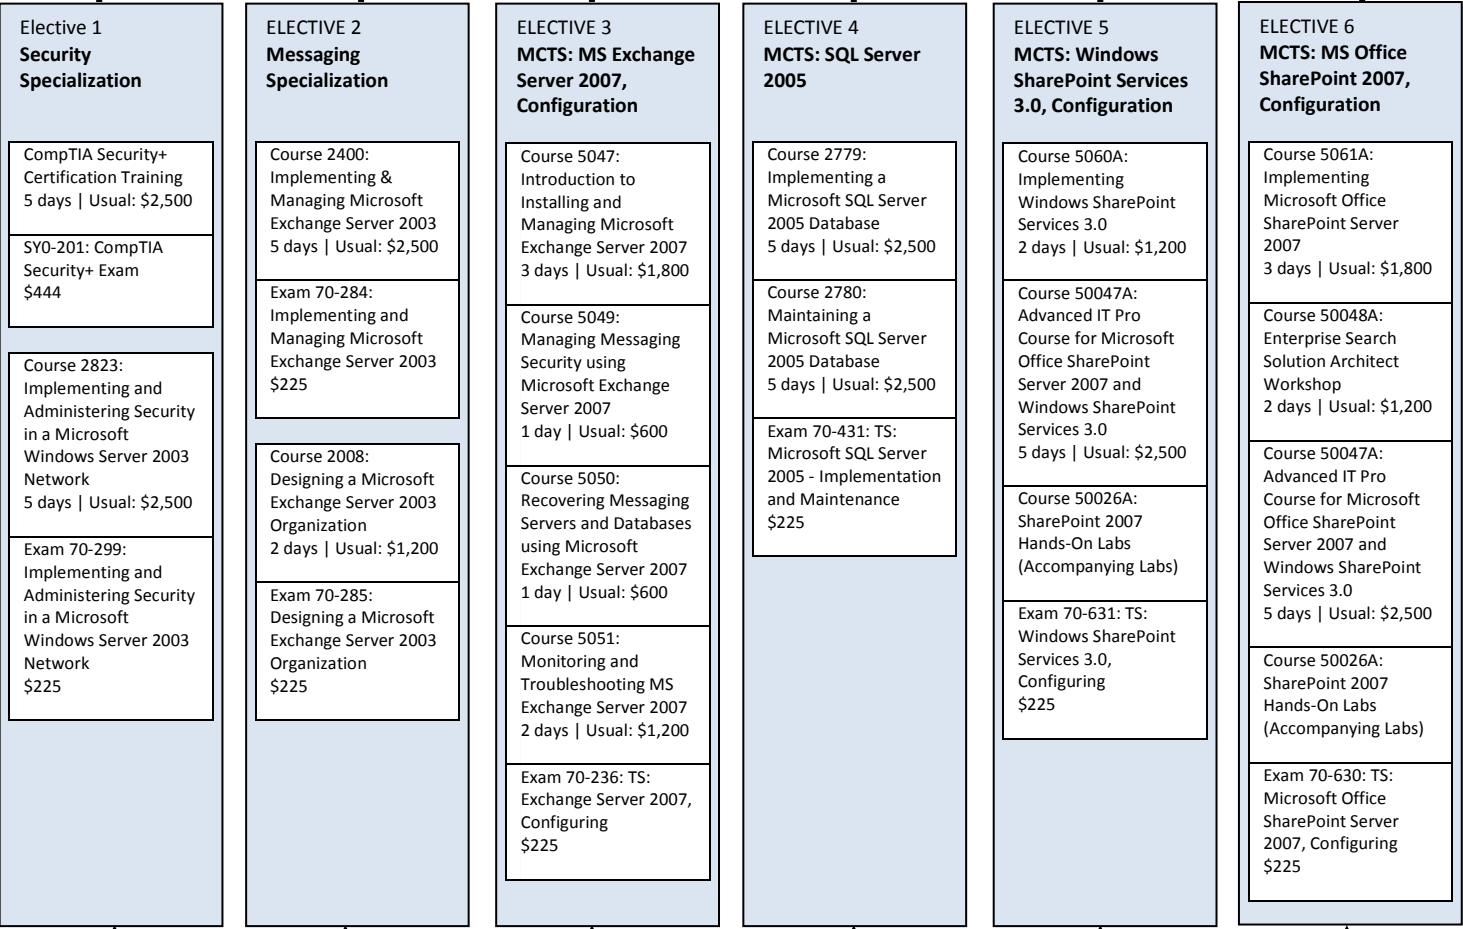 Elective 1
Security
Specialization
CompTIA Security+
Certification Training
5 days | Usual: $2,500
SY0-201: CompTIA
Security+ Exam
$444
Course 2823:
Implementing and
Administering Security
in a Microsoft
Windows Server 2003
Network
5 days | Usual: $2,500
Exam 70-299:
Implementing and
Administering Security
in a Microsoft
Windows Server 2003
Network
$225
ELECTIVE 2
Messaging
Specialization
Course 2400:
Implementing &
Managing Microsoft
Exchange Server 2003
5 days | Usual: $2,500
Exam 70-284:
Implementing and
Managing Microsoft
Exchange Server 2003
$225
Course 2008:
Designing a Microsoft
Exchange Server 2003
Organization
2 days | Usual: $1,200
Exam 70-285:
Designing a Microsoft
Exchange Server 2003
Organization
$225
ELECTIVE 3
MCTS: MS Exchange
Server 2007,
Configuration
Course 5047:
Introduction to
Installing and
Managing Microsoft
Exchange Server 2007
3 days | Usual: $1,800
Course 5049:
Managing Messaging
Security using
Microsoft Exchange
Server 2007
1 day | Usual: $600
Course 5050:
Recovering Messaging
Servers and Databases
using Microsoft
Exchange Server 2007
1 day | Usual: $600
Course 5051:
Monitoring and
Troubleshooting MS
Exchange Server 2007
2 days | Usual: $1,200
Exam 70-236: TS:
Exchange Server 2007,
Configuring
$225
ELECTIVE 4
MCTS: SQL Server
2005
Course 2779:
Implementing a
Microsoft SQL Server
2005 Database
5 days | Usual: $2,500
Course 2780:
Maintaining a
Microsoft SQL Server
2005 Database
5 days | Usual: $2,500
Exam 70-431: TS:
Microsoft SQL Server
2005 - Implementation
and Maintenance
$225
ELECTIVE 5
MCTS: Windows
SharePoint Services
3.0, Configuration
Course 5060A:
Implementing
Windows SharePoint
Services 3.0
2 days | Usual: $1,200
Course 50047A:
Advanced IT Pro
Course for Microsoft
Office SharePoint
Server 2007 and
Windows SharePoint
Services 3.0
5 days | Usual: $2,500
Course 50026A:
SharePoint 2007
Hands-On Labs
(Accompanying Labs)
Exam 70-631: TS:
Windows SharePoint
Services 3.0,
Configuring
$225
ELECTIVE 6
MCTS: MS Office
SharePoint 2007,
Configuration
Course 5061A:
Implementing
Microsoft Office
SharePoint Server
2007
3 days | Usual: $1,800
Course 50048A:
Enterprise Search
Solution Architect
Workshop
2 days | Usual: $1,200
Course 50047A:
Advanced IT Pro
Course for Microsoft
Office SharePoint
Server 2007 and
Windows SharePoint
Services 3.0
5 days | Usual: $2,500
Course 50026A:
SharePoint 2007
Hands-On Labs
(Accompanying Labs)
Exam 70-630: TS:
Microsoft Office
SharePoint Server
2007, Configuring
$225